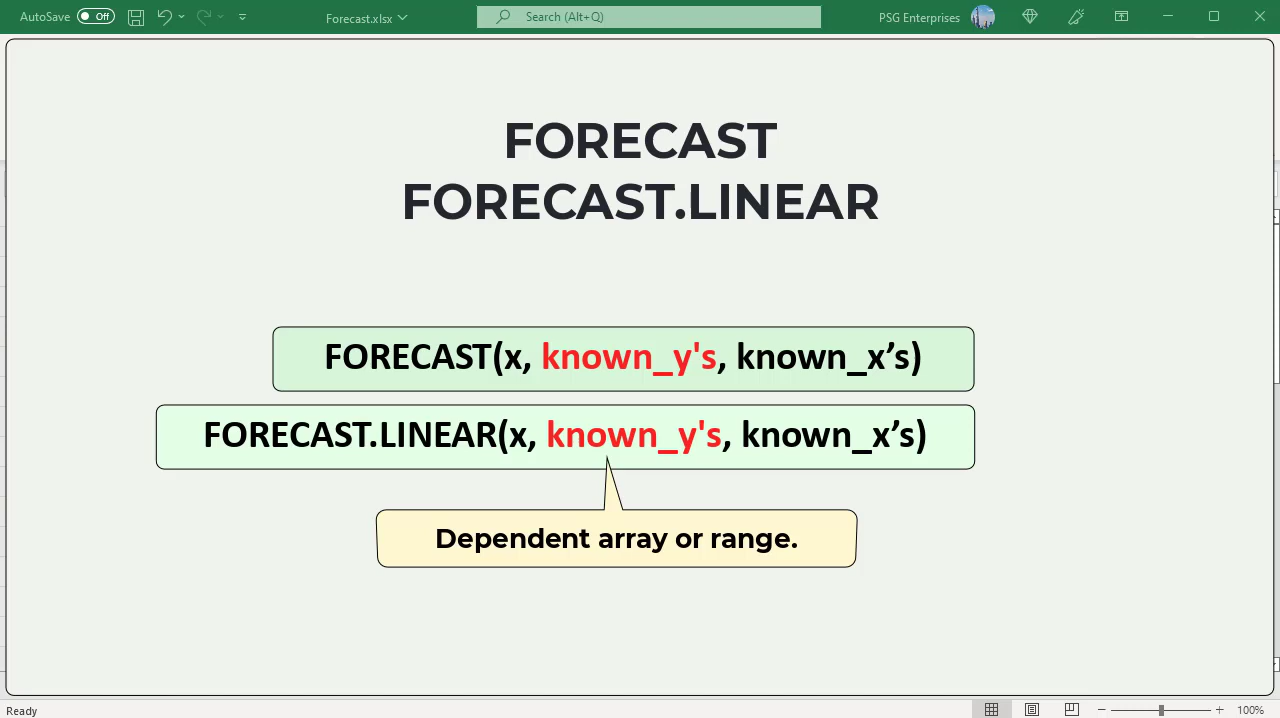 AutoSave Off Forecast.xlsx Search (Alt+Q) PSG Enterprises
FORECAST
FORECAST.LINEAR
FORECAST(x, known_y's, known_x’s)
FORECAST.LINEAR(x, known_y's, known_x’s)
Dependent array or range.
Ready 100%